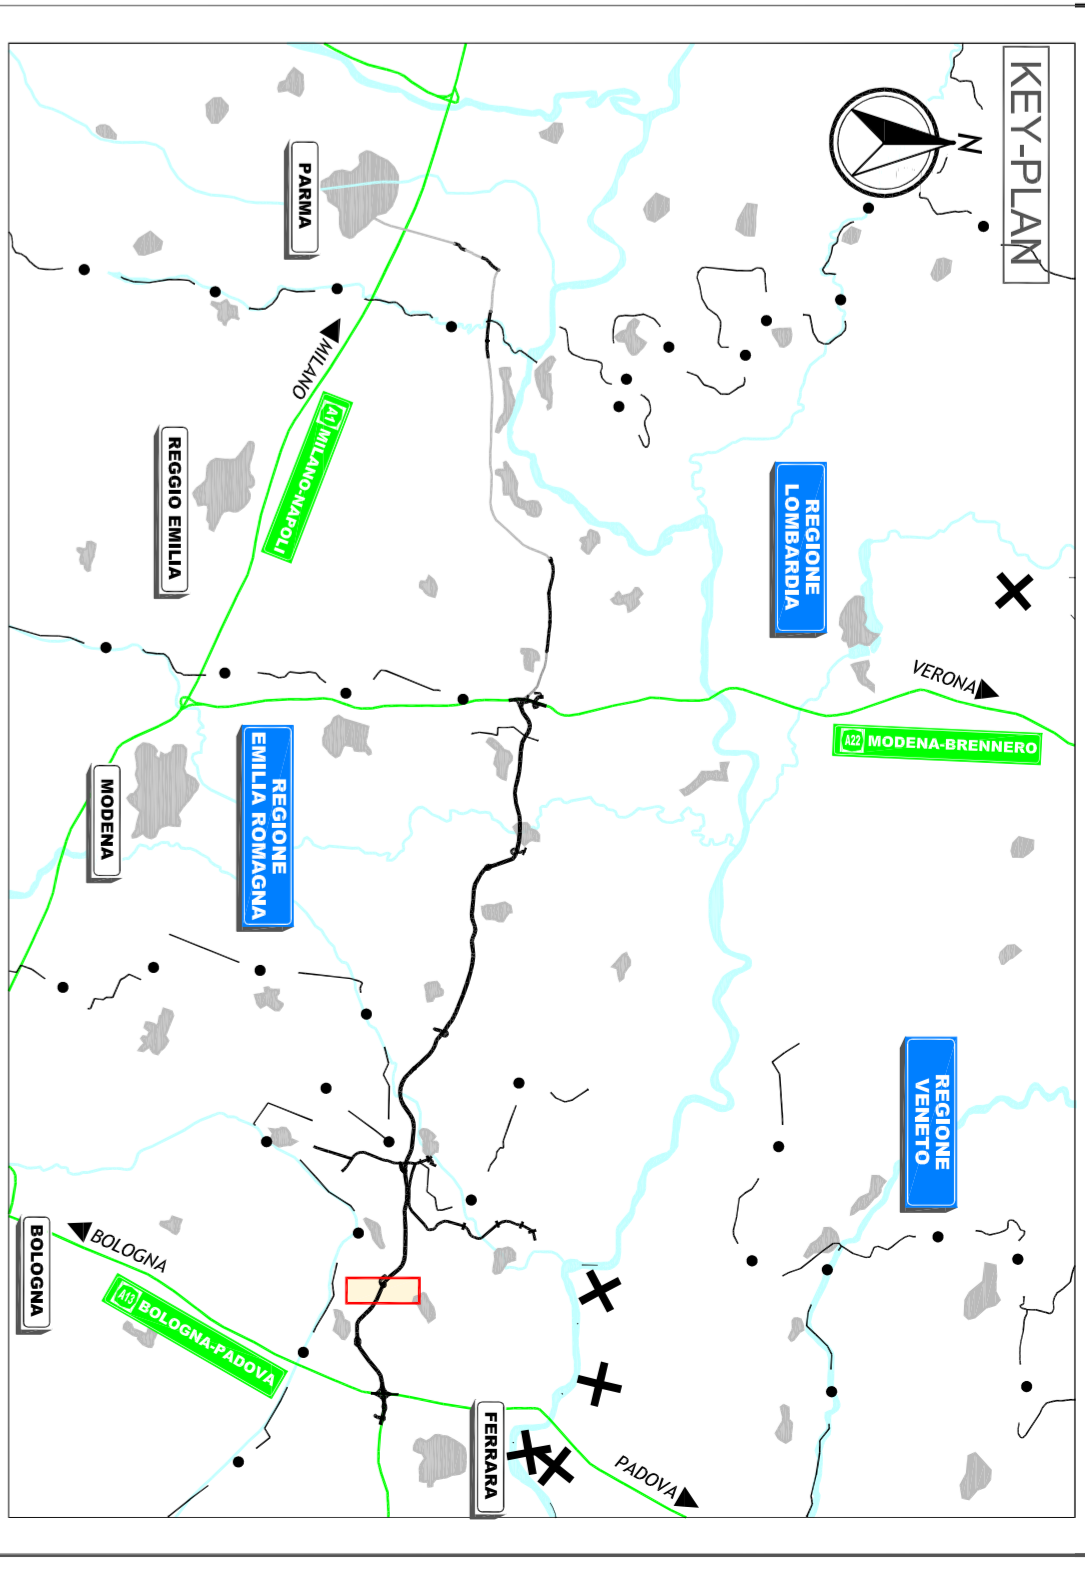 KEY-PLAN
N
PARMA
MILANO
A1 MILANO-NAPOLI
REGGIO EMILIA
REGIONE
LOMBARDIA
VERONA
A22 MODENA-BRENNERO
REGIONE
EMILIA ROMAGNA
MODENA
REGIONE
VENETO
BOLOGNA
BOLOGNA
A13 BOLOGNA-PADOVA
FERRARA
PADOVA